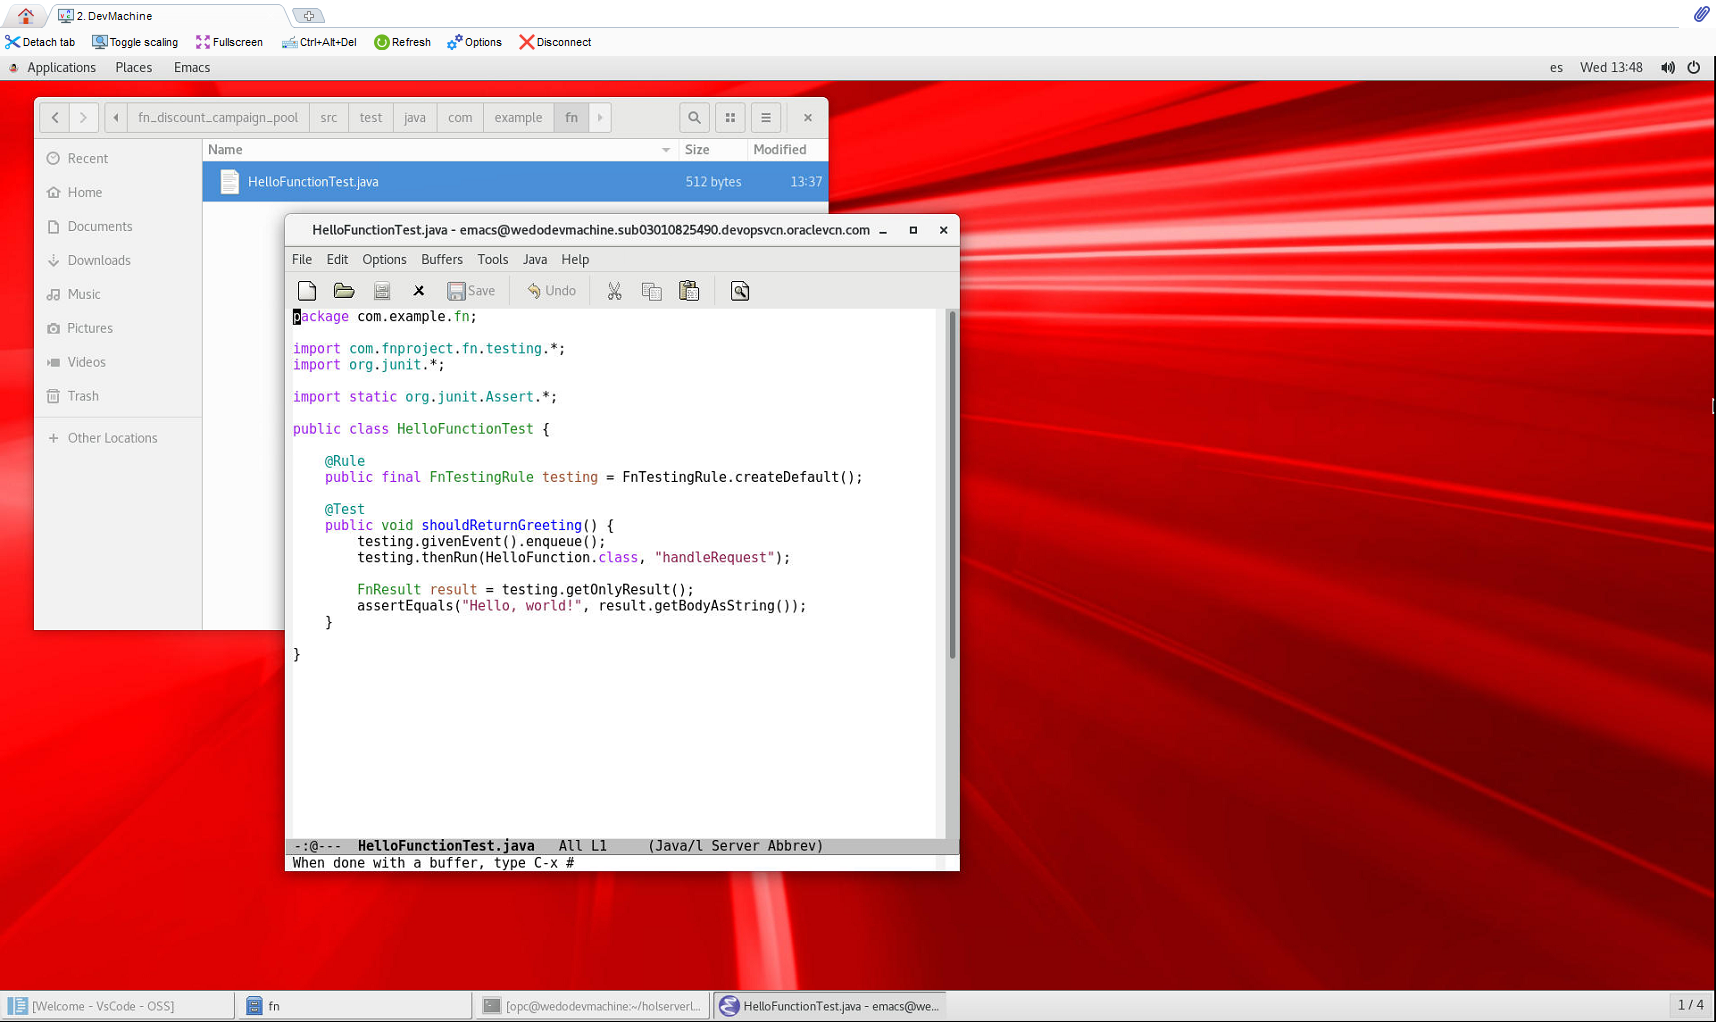 2. DevMachine
Detach tab Toggle scaling Fullscreen Ctrl+Alt+Del Refresh Options Disconnect
Applications Places Emacs es Wed 13:48
fn_discount_campaign_pool src test java com example fn
Name Size Modified
Recent
HelloFunctionTest.java 512 bytes 13:37
Home
Documents
Downloads
Music
Pictures
Videos
Trash
Other Locations
HelloFunctionTest.java - emacs@wedodevmachine.sub03010825490.devopsvcn.oraclevcn.com
File Edit Options Buffers Tools Java Help
Save Undo
package com.example.fn;
import com.fnproject.fn.testing.*;
import org.junit.*;
import static org.junit.Assert.*;
public class HelloFunctionTest {
@Rule
public final FnTestingRule testing = FnTestingRule.createDefault();
@Test
public void shouldReturnGreeting() {
testing.givenEvent().enqueue();
testing.thenRun(HelloFunction.class, "handleRequest");
FnResult result = testing.getOnlyResult();
assertEquals("Hello, world!", result.getBodyAsString());
}
}
-:@--- HelloFunctionTest.java All L1 (Java/l Server Abbrev)
When done with a buffer, type C-x #
[Welcome - VsCode - OSS] fn [opc@wedodevmachine:~/holserverl... HelloFunctionTest.java - emacs@we... 1 / 4